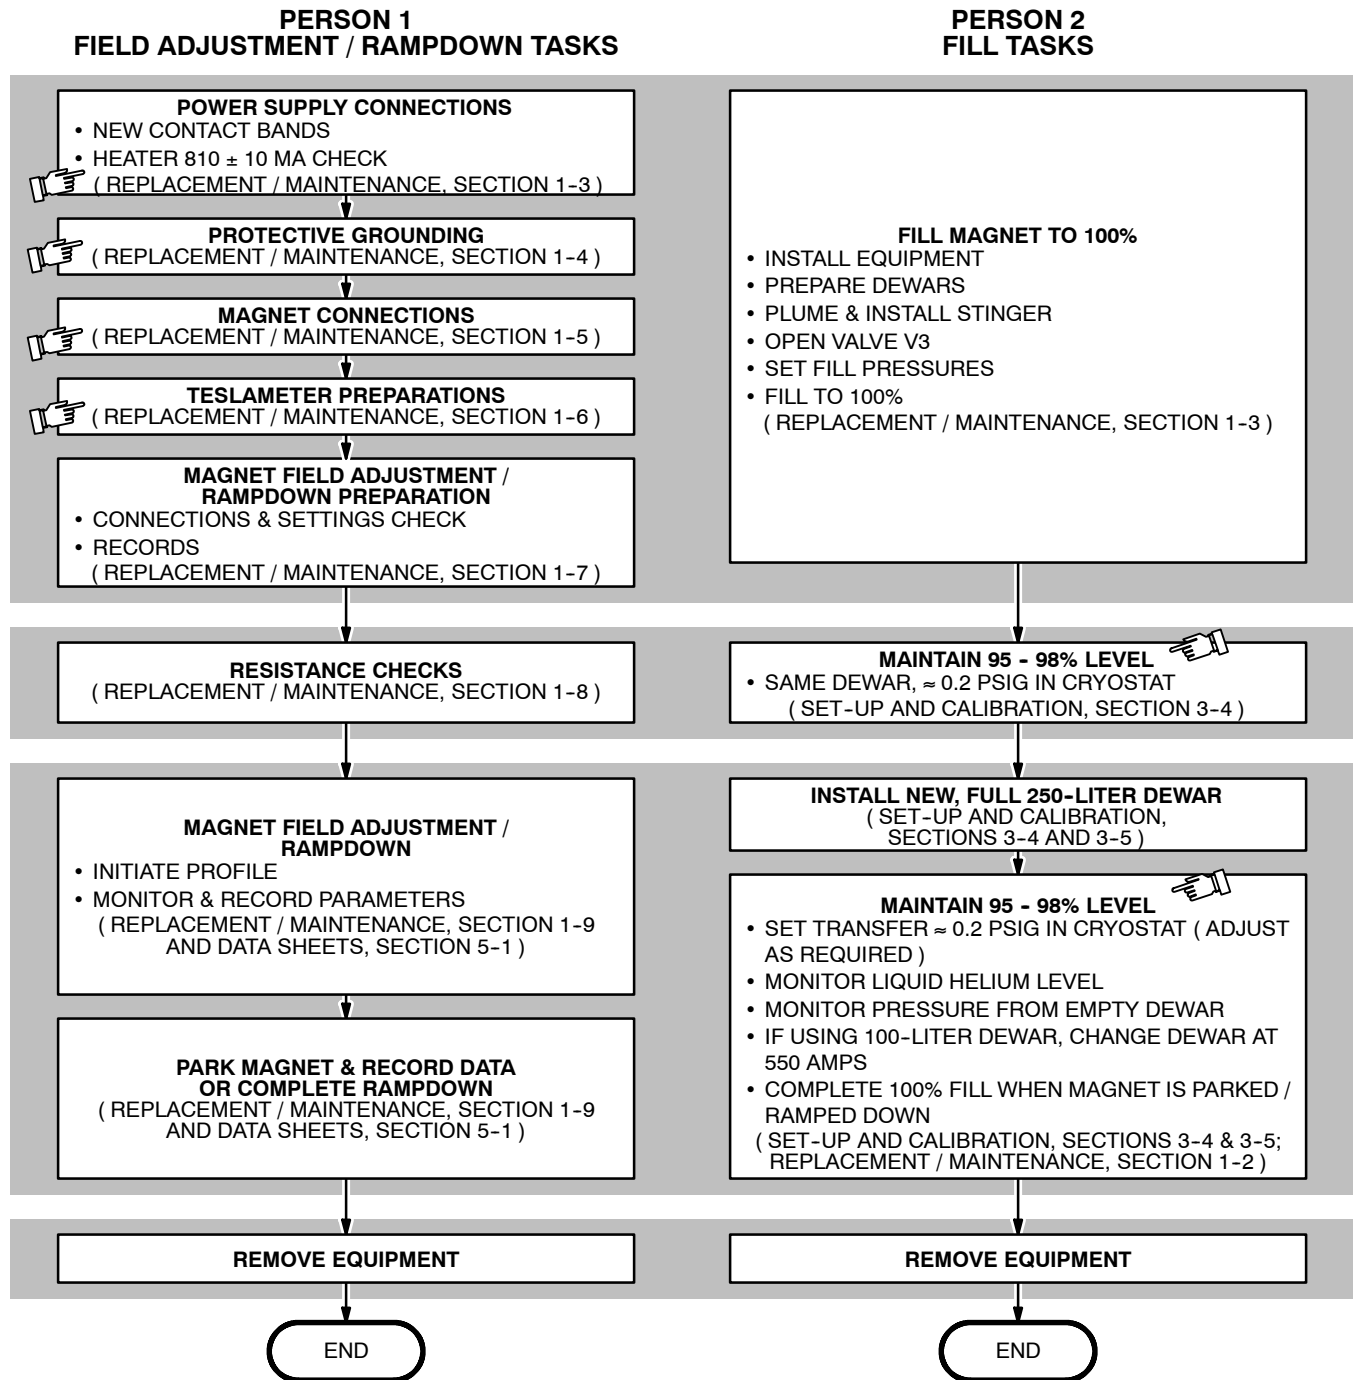 PERSON 1
FIELD ADJUSTMENT / RAMPDOWN TASKS
POWER SUPPLY CONNECTIONS
• NEW CONTACT BANDS
• HEATER 810 ± 10 MA CHECK
( REPLACEMENT / MAINTENANCE, SECTION 1-3 )
PROTECTIVE GROUNDING
( REPLACEMENT / MAINTENANCE, SECTION 1-4 )
MAGNET CONNECTIONS
( REPLACEMENT / MAINTENANCE, SECTION 1-5 )
TESLAMETER PREPARATIONS
( REPLACEMENT / MAINTENANCE, SECTION 1-6 )
MAGNET FIELD ADJUSTMENT /
RAMPDOWN PREPARATION
• CONNECTIONS & SETTINGS CHECK
• RECORDS
( REPLACEMENT / MAINTENANCE, SECTION 1-7 )
RESISTANCE CHECKS
( REPLACEMENT / MAINTENANCE, SECTION 1-8 )
MAGNET FIELD ADJUSTMENT /
RAMPDOWN
• INITIATE PROFILE
• MONITOR & RECORD PARAMETERS
( REPLACEMENT / MAINTENANCE, SECTION 1-9
AND DATA SHEETS, SECTION 5-1 )
PARK MAGNET & RECORD DATA
OR COMPLETE RAMPDOWN
( REPLACEMENT / MAINTENANCE, SECTION 1-9
AND DATA SHEETS, SECTION 5-1 )
REMOVE EQUIPMENT
END
PERSON 2
FILL TASKS
FILL MAGNET TO 100%
• INSTALL EQUIPMENT
• PREPARE DEWARS
• PLUME & INSTALL STINGER
• OPEN VALVE V3
• SET FILL PRESSURES
• FILL TO 100%
( REPLACEMENT / MAINTENANCE, SECTION 1-3 )
MAINTAIN 95 - 98% LEVEL
• SAME DEWAR, ≈ 0.2 PSIG IN CRYOSTAT
( SET-UP AND CALIBRATION, SECTION 3-4 )
INSTALL NEW, FULL 250-LITER DEWAR
( SET-UP AND CALIBRATION,
SECTIONS 3-4 AND 3-5 )
MAINTAIN 95 - 98% LEVEL
• SET TRANSFER ≈ 0.2 PSIG IN CRYOSTAT ( ADJUST
AS REQUIRED )
• MONITOR LIQUID HELIUM LEVEL
• MONITOR PRESSURE FROM EMPTY DEWAR
• IF USING 100-LITER DEWAR, CHANGE DEWAR AT
550 AMPS
• COMPLETE 100% FILL WHEN MAGNET IS PARKED /
RAMPED DOWN
( SET-UP AND CALIBRATION, SECTIONS 3-4 & 3-5;
REPLACEMENT / MAINTENANCE, SECTION 1-2 )
REMOVE EQUIPMENT
END